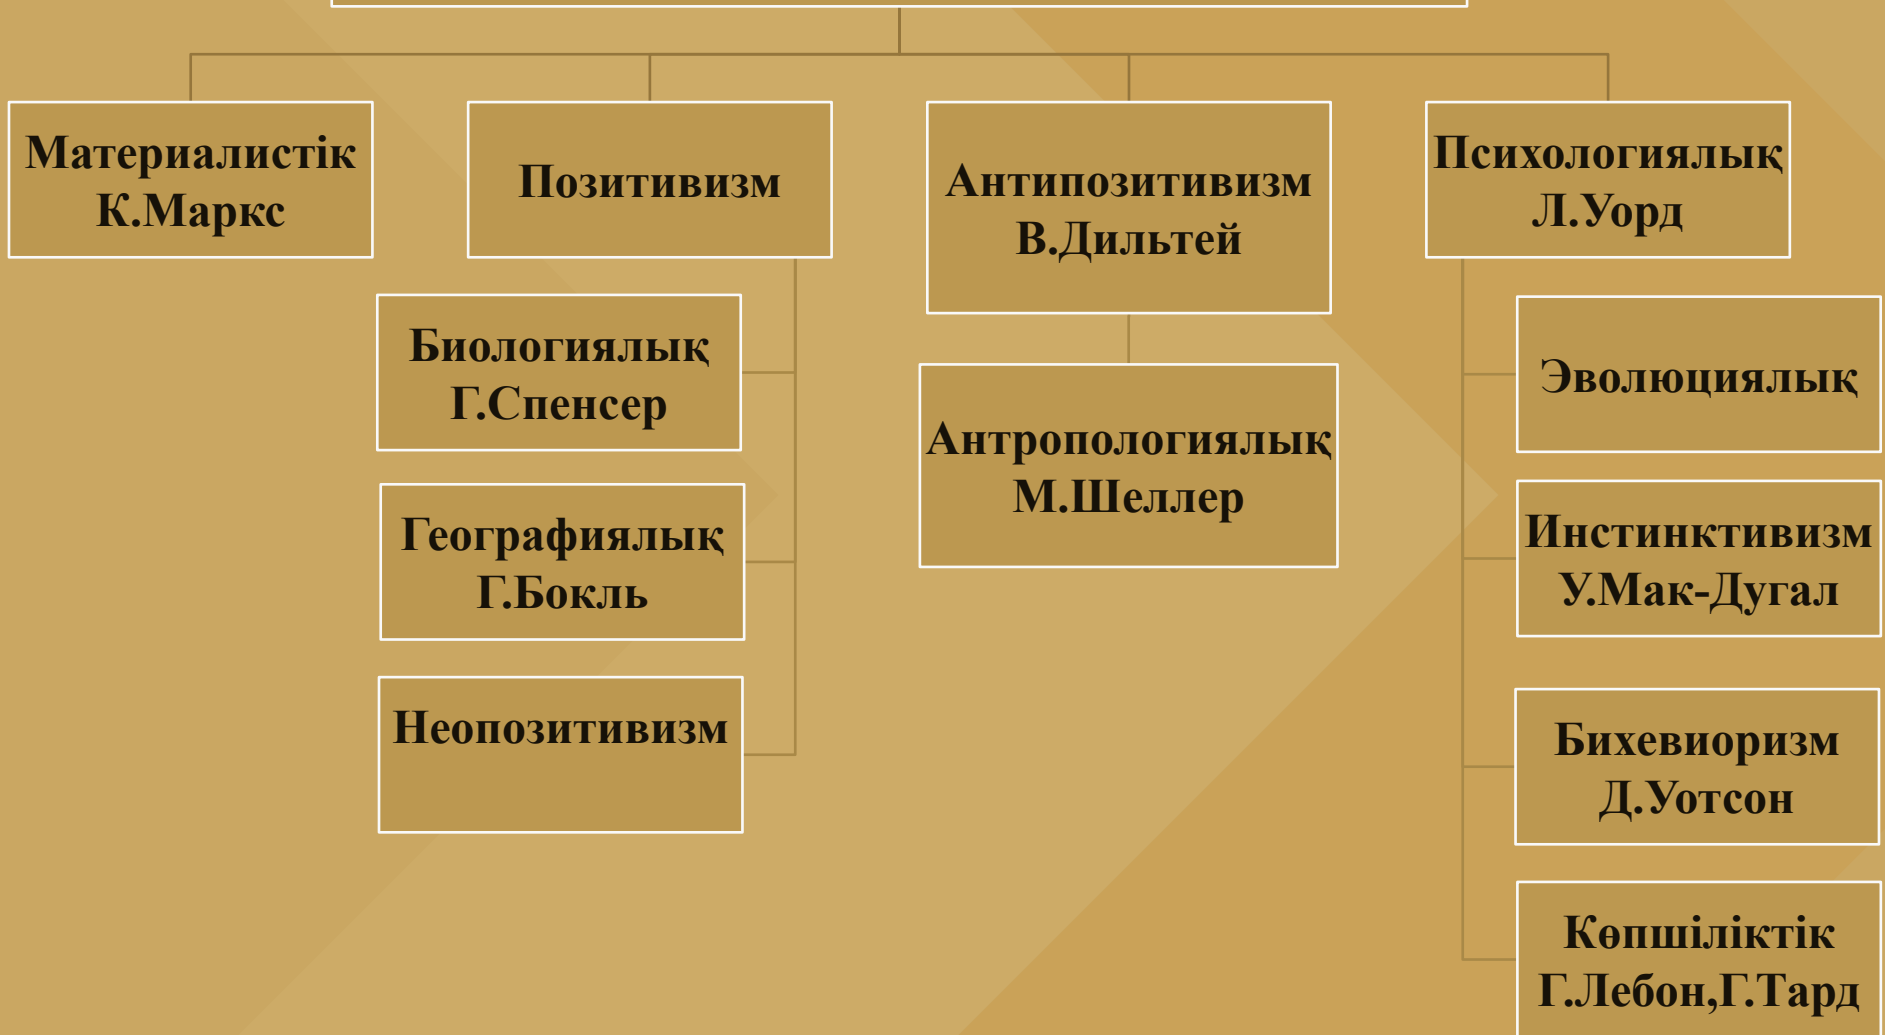 Материалистік
К.Маркс
Позитивизм
Антипозитивизм
В.Дильтей
Психологиялық
Л.Уорд
Биологиялық
Г.Спенсер
Географиялық
Г.Бокль
Неопозитивизм
Антропологиялық
М.Шеллер
Эволюциялық
Инстинктивизм
У.Мак-Дугал
Бихевиоризм
Д.Уотсон
Көпшіліктік
Г.Лебон,Г.Тард